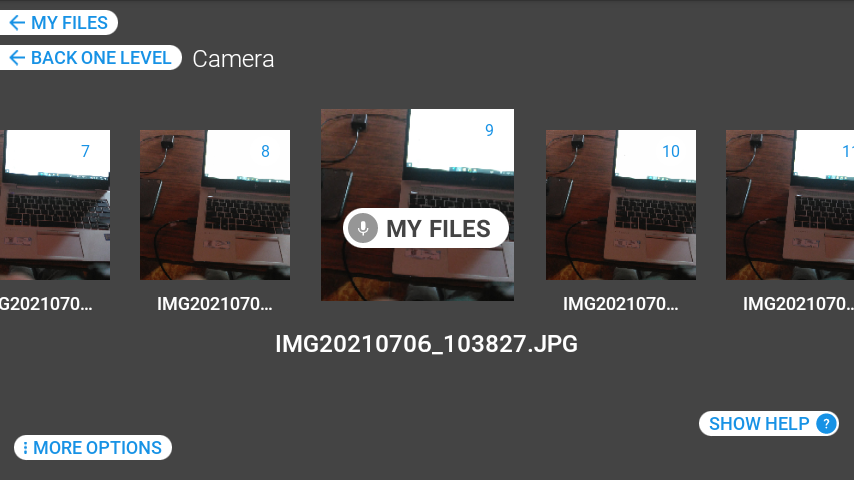 MY FILES
BACK ONE LEVEL
Camera
7
8
9
10
MY FILES
G2021070...
IMG2021070...
IMG2021070...
IMG2021070...
IMG20210706_103827.JPG
SHOW HELP ?
MORE OPTIONS